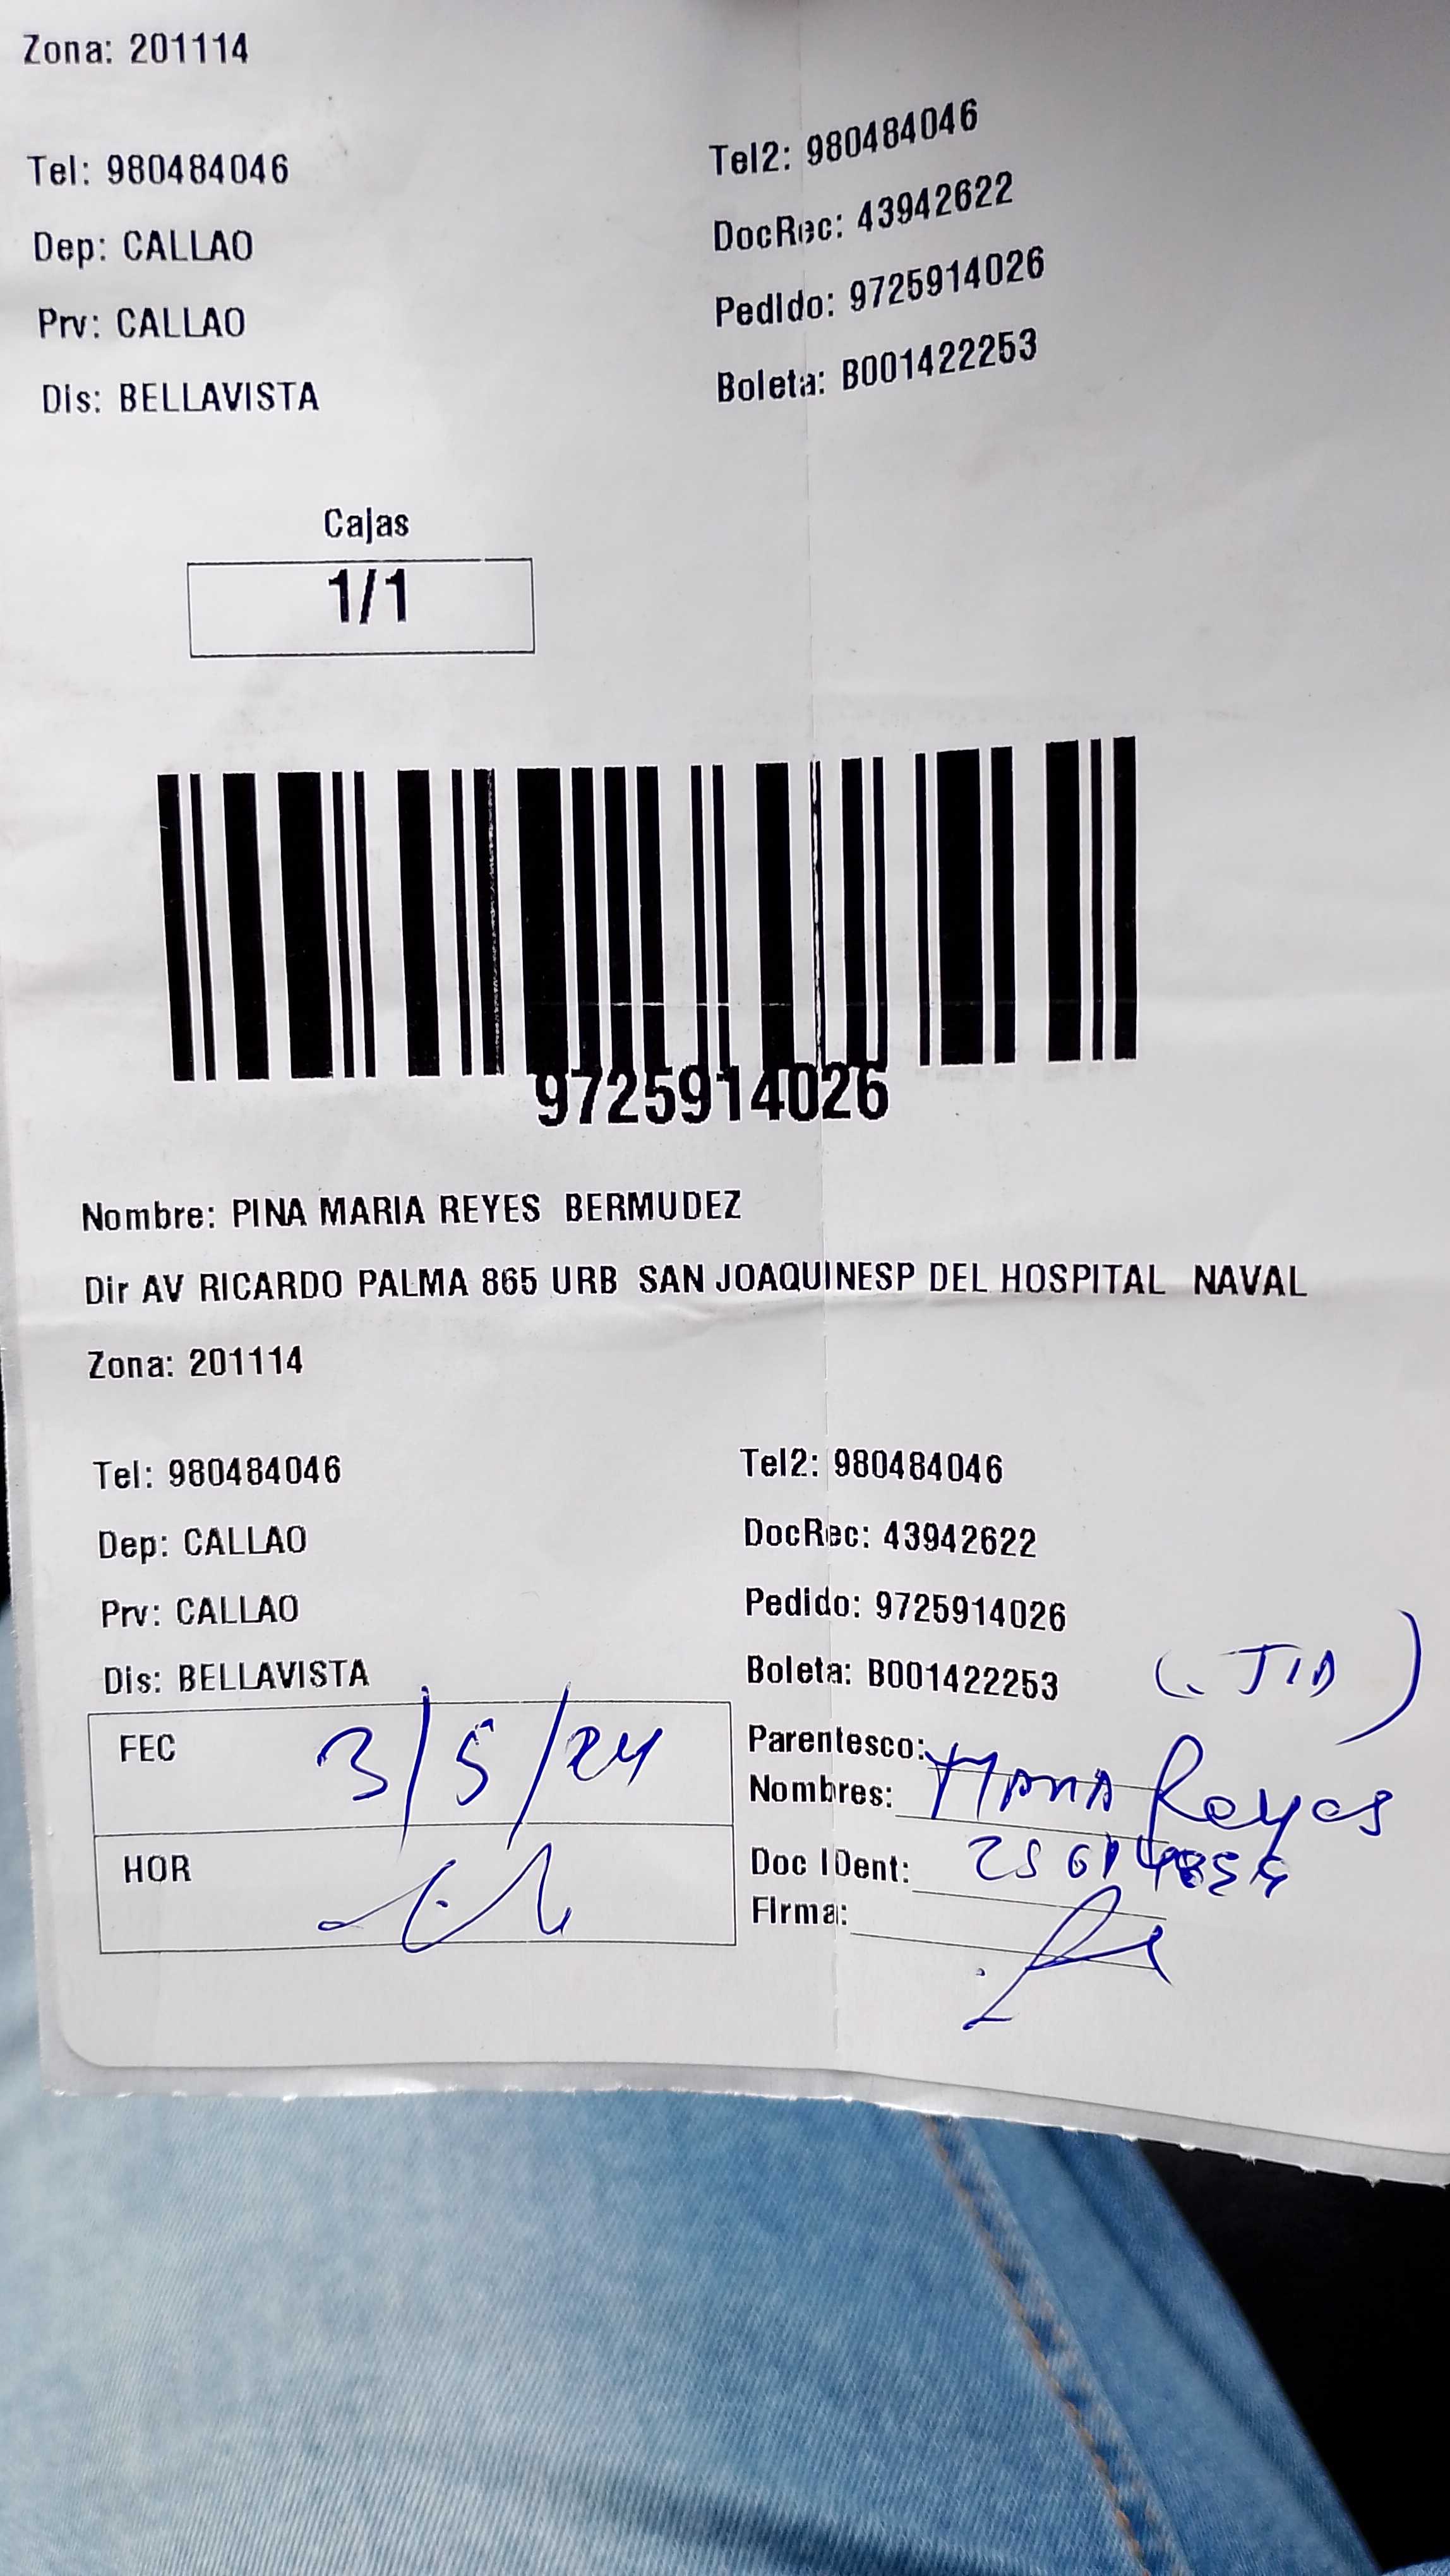 Zona: 201114
Tel: 980484046 Tel2: 980484046
Dep: CALLAO DocRec: 43942622
Prv: CALLAO Pedido: 9725914026
Dis: BELLAVISTA Boleta: B001422253
Cajas
1/1
9725914026
Nombre: PINA MARIA REYES BERMUDEZ
Dir AV RICARDO PALMA 865 URB SAN JOAQUINESP DEL HOSPITAL NAVAL
Zona: 201114
Tel: 980484046 Tel2: 980484046
Dep: CALLAO DocRec: 43942622
Prv: CALLAO Pedido: 9725914026
Dis: BELLAVISTA Boleta: B001422253
FEC 3/5/24 Parentesco:
Nombres: Reyes
HOR Doc IDent:
Firma: